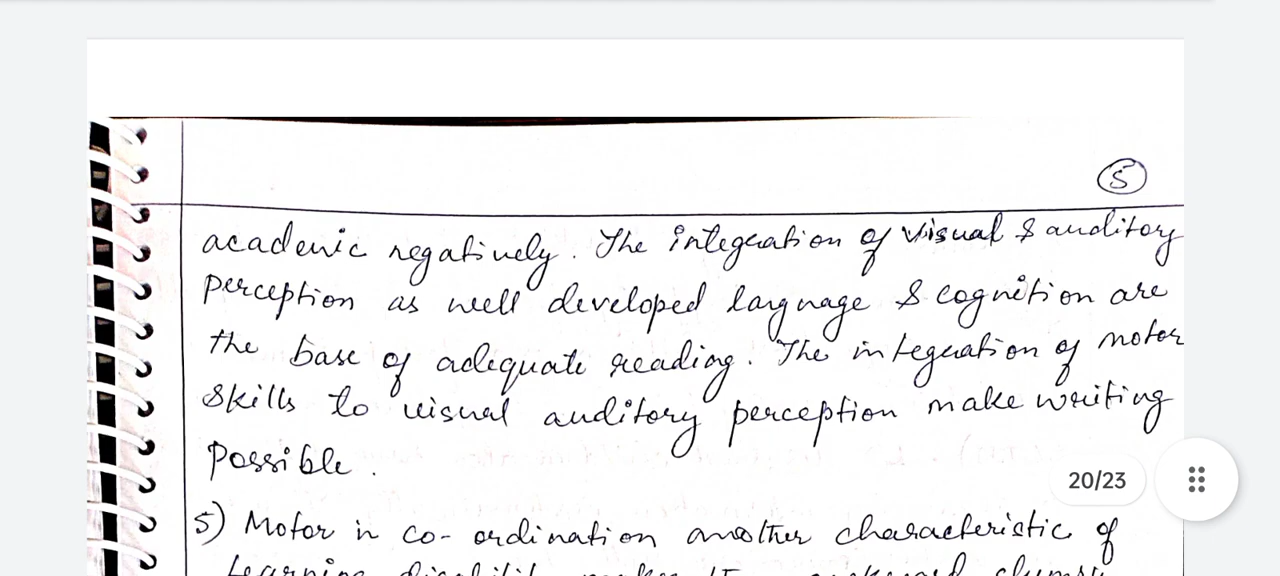 5
academic negatively. The integration of visual & auditory
perception as well developed language & cognition are
the base of adequate reading. The integration of motor
skills to visual auditory perception make writing
possible.
20/23
5) Motor in co-ordination another characteristic of
Learning